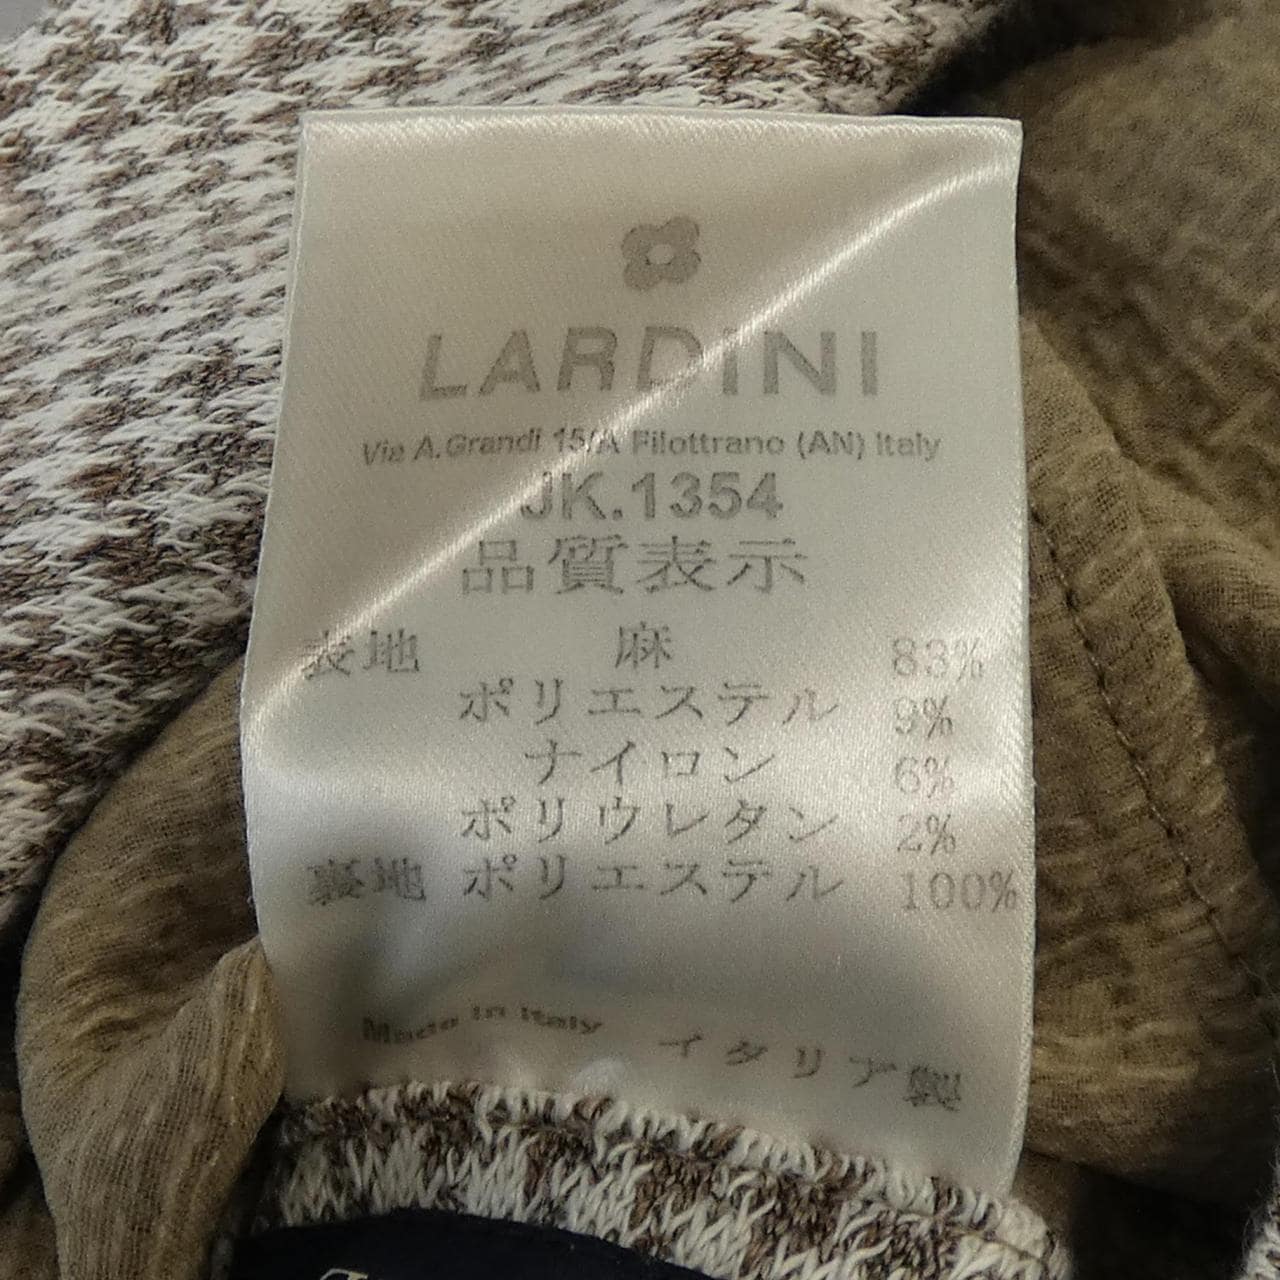 LARDINI
Via A.Grandi 15/A Filottrano (AN) Italy
JK.1354
品質表示
表地 麻 83%
ポリエステル 9%
ナイロン 6%
ポリウレタン 2%
裏地 ポリエステル 100%
Made in Italy イタリア製